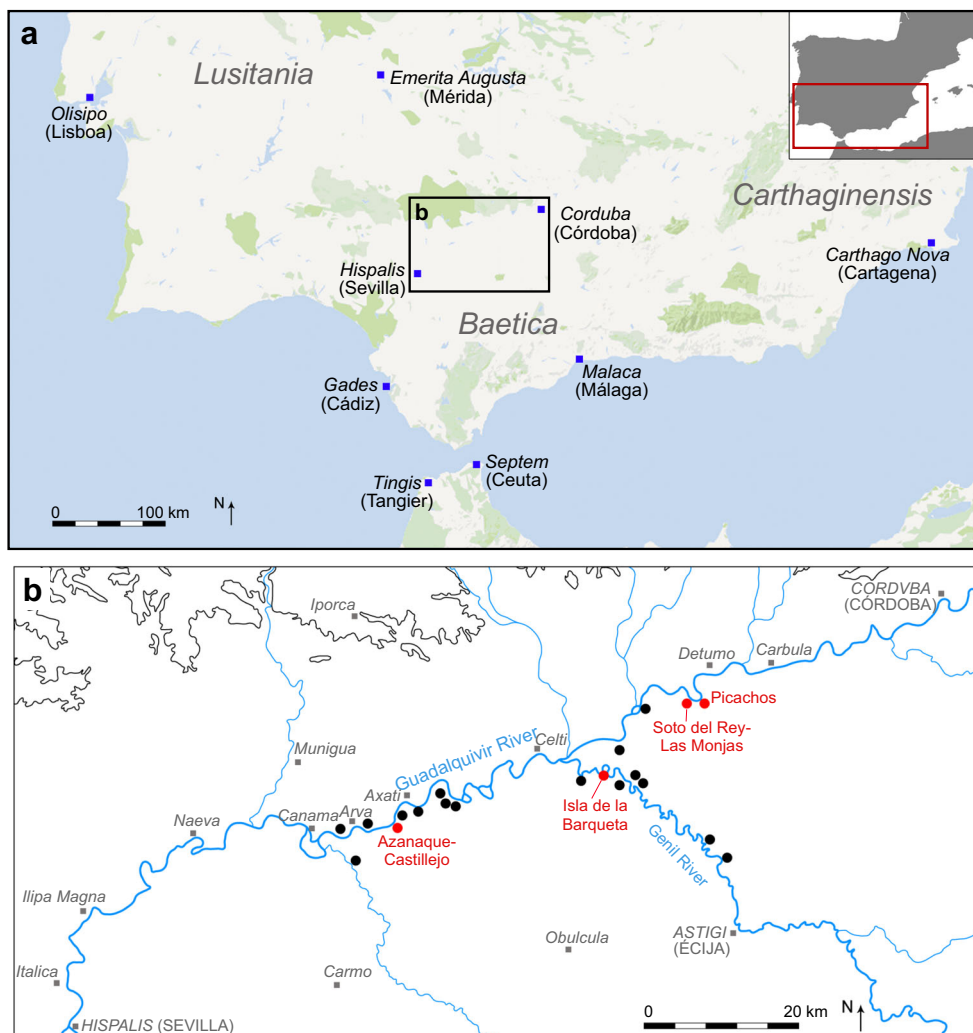 a
Lusitania
Emerita Augusta
(Mérida)
Olisipo
(Lisboa)
Carthaginensis
b
Corduba
(Córdoba)
Carthago Nova
(Cartagena)
Hispalis
(Sevilla)
Baetica
Malaca
(Málaga)
Gades
(Cádiz)
Septem
(Ceuta)
Tingis
(Tangier)
N
0 100 km
b
CORDVBA
(CÓRDOBA)
Iporca
Detumo
Carbula
Picachos
Soto del Rey-
Las Monjas
Munigua
Celti
Guadalquivir River
Axati
Isla de la
Barqueta
Canama
Arva
Naeva
Azanaque-
Castillejo
Genil River
Ilipa Magna
ASTIGI
(ÉCIJA)
Obulcula
Italica
Carmo
0 20 km
N
HISPALIS (SEVILLA)